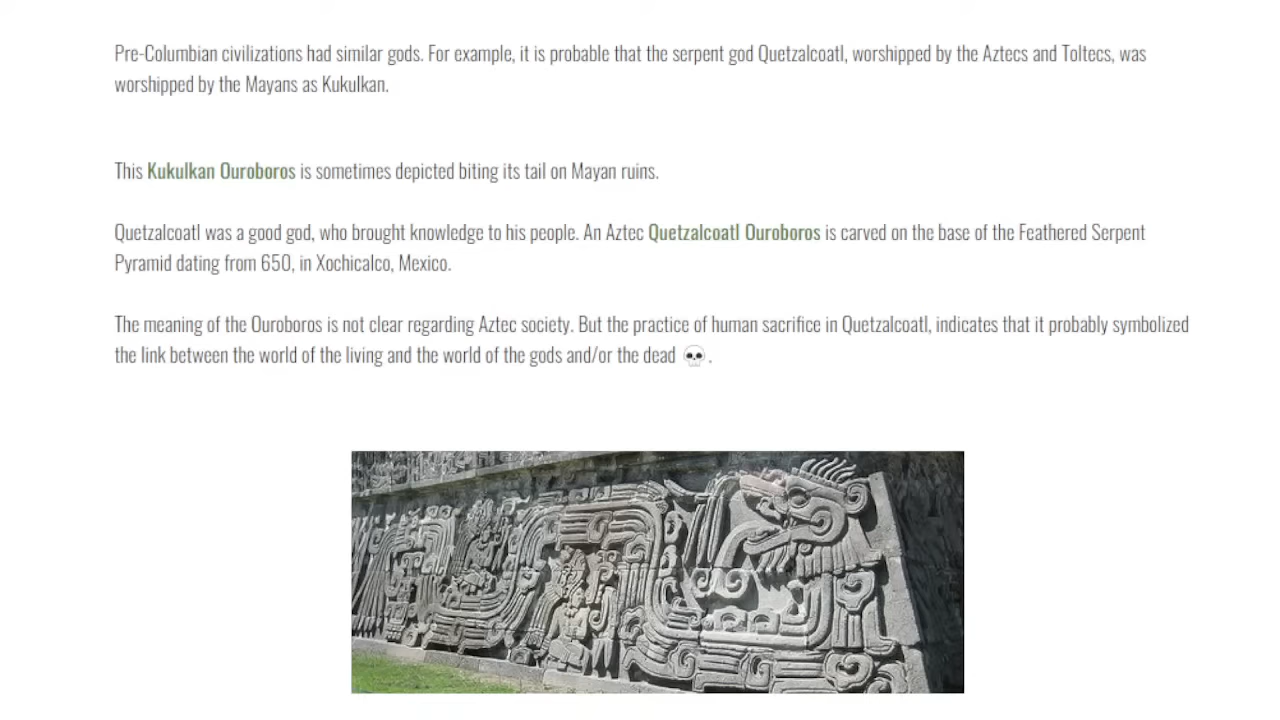 Pre-Columbian civilizations had similar gods. For example, it is probable that the serpent god Quetzalcoatl, worshipped by the Aztecs and Toltecs, was
worshipped by the Mayans as Kukulkan.
This Kukulkan Ouroboros is sometimes depicted biting its tail on Mayan ruins.
Quetzalcoatl was a good god, who brought knowledge to his people. An Aztec Quetzalcoatl Ouroboros is carved on the base of the Feathered Serpent
Pyramid dating from 650, in Xochicalco, Mexico.
The meaning of the Ouroboros is not clear regarding Aztec society. But the practice of human sacrifice in Quetzalcoatl, indicates that it probably symbolized
the link between the world of the living and the world of the gods and/or the dead 💀 .